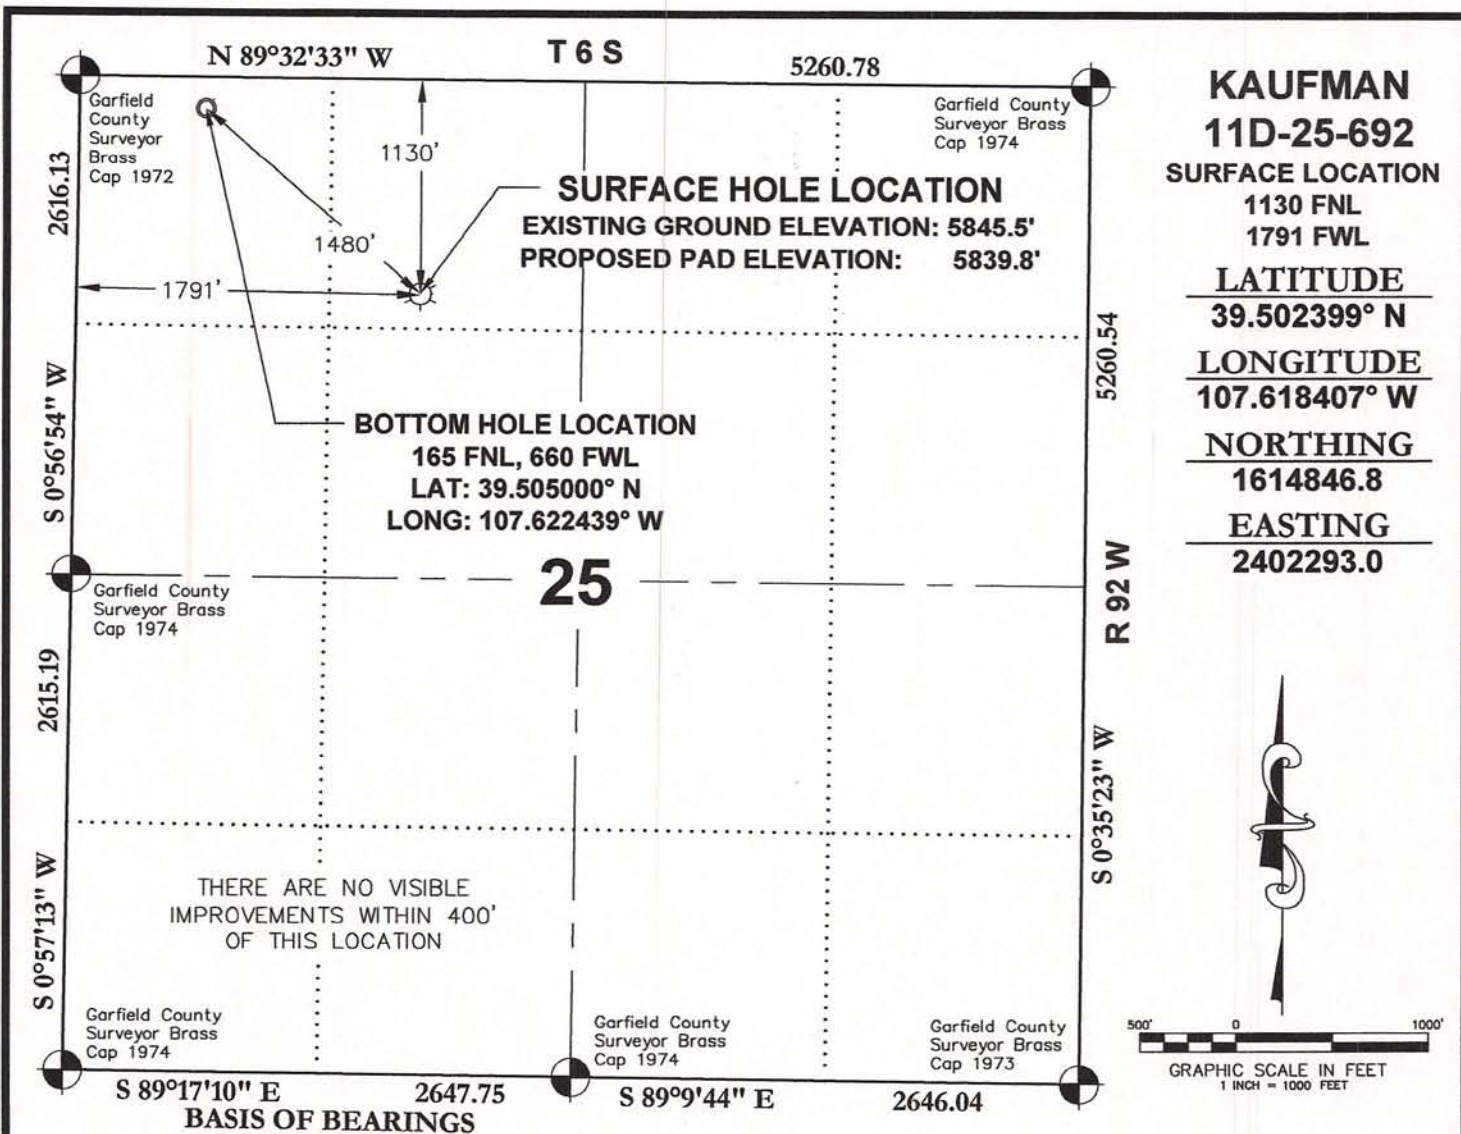 N 89°32'33" W
T 6 S
5260.78
Garfield
County
Surveyor
Brass
Cap 1972
Garfield County
Surveyor Brass
Cap 1974
2616.13
1130'
SURFACE HOLE LOCATION
EXISTING GROUND ELEVATION: 5845.5'
PROPOSED PAD ELEVATION: 5839.8'
1480'
1791'
S 0°56'54" W
5260.54
BOTTOM HOLE LOCATION
165 FNL, 660 FWL
LAT: 39.505000° N
LONG: 107.622439° W
25
R 92 W
Garfield County
Surveyor Brass
Cap 1974
2615.19
S 0°35'23" W
THERE ARE NO VISIBLE
IMPROVEMENTS WITHIN 400'
OF THIS LOCATION
S 0°57'13" W
Garfield County
Surveyor Brass
Cap 1974
Garfield County
Surveyor Brass
Cap 1974
Garfield County
Surveyor Brass
Cap 1973
S 89°17'10" E
2647.75
S 89°9'44" E
2646.04
BASIS OF BEARINGS
KAUFMAN
11D-25-692
SURFACE LOCATION
1130 FNL
1791 FWL
LATITUDE
39.502399° N
LONGITUDE
107.618407° W
NORTHING
1614846.8
EASTING
2402293.0
500' 0 1000'
GRAPHIC SCALE IN FEET
1 INCH = 1000 FEET